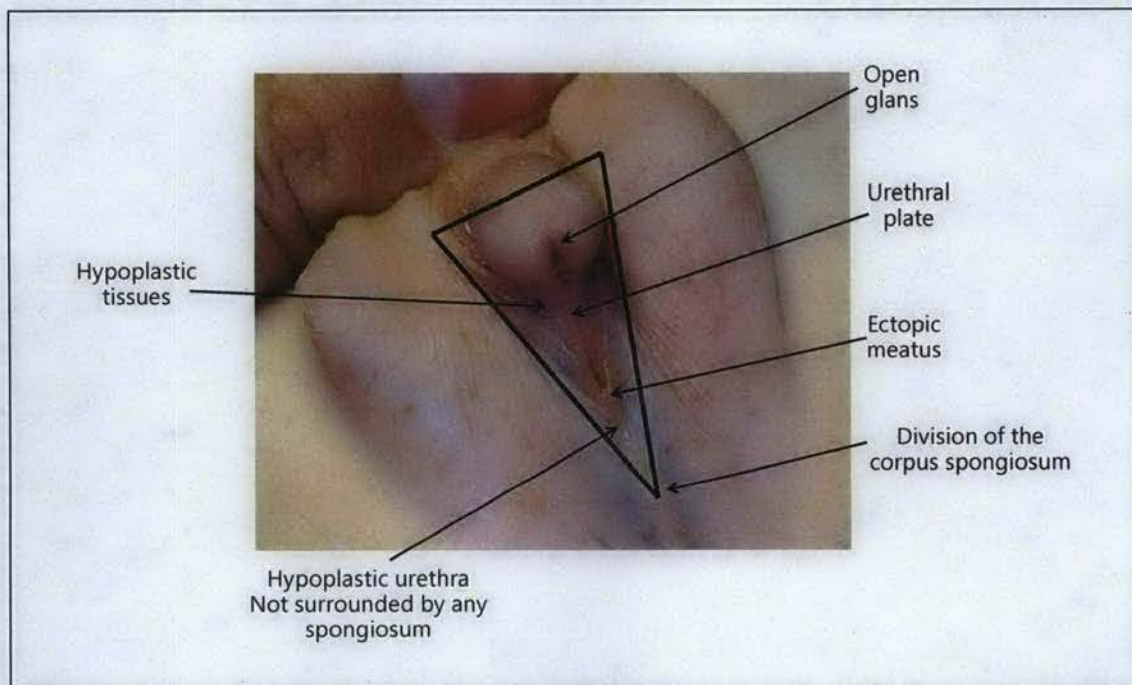 Open
glans
Urethral
plate
Hypoplastic
tissues
Ectopic
meatus
Division of the
corpus spongiosum
Hypoplastic urethra
Not surrounded by any
spongiosum